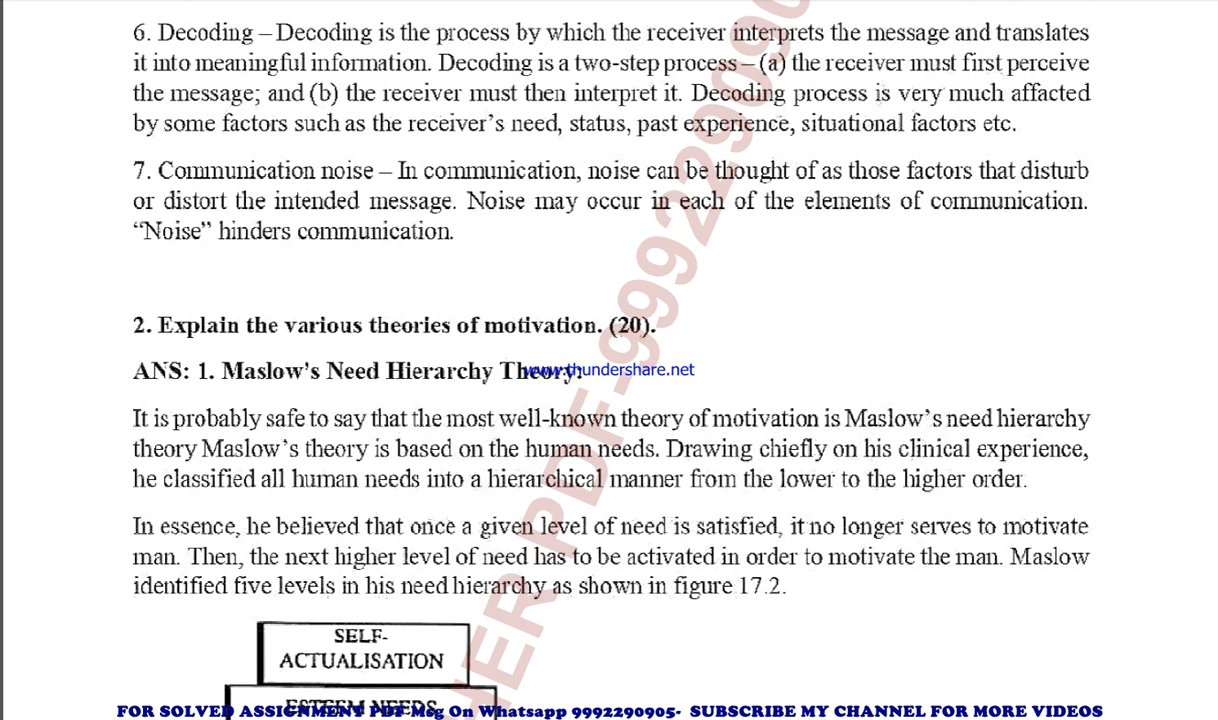 6. Decoding – Decoding is the process by which the receiver interprets the message and translates
it into meaningful information. Decoding is a two-step process – (a) the receiver must first perceive
the message; and (b) the receiver must then interpret it. Decoding process is very much affacted
by some factors such as the receiver’s need, status, past experience, situational factors etc.
7. Communication noise – In communication, noise can be thought of as those factors that disturb
or distort the intended message. Noise may occur in each of the elements of communication.
“Noise” hinders communication.
2. Explain the various theories of motivation. (20).
ANS: 1. Maslow’s Need Hierarchy Theory:
www.thundershare.net
It is probably safe to say that the most well-known theory of motivation is Maslow’s need hierarchy
theory Maslow’s theory is based on the human needs. Drawing chiefly on his clinical experience,
he classified all human needs into a hierarchical manner from the lower to the higher order.
In essence, he believed that once a given level of need is satisfied, it no longer serves to motivate
man. Then, the next higher level of need has to be activated in order to motivate the man. Maslow
identified five levels in his need hierarchy as shown in figure 17.2.
SELF-
ACTUALISATION
ESTEEM NEEDS
FOR SOLVED ASSIGNMENT PDF Msg On Whatsapp 9992290905- SUBSCRIBE MY CHANNEL FOR MORE VIDEOS
HER PDF-999229090